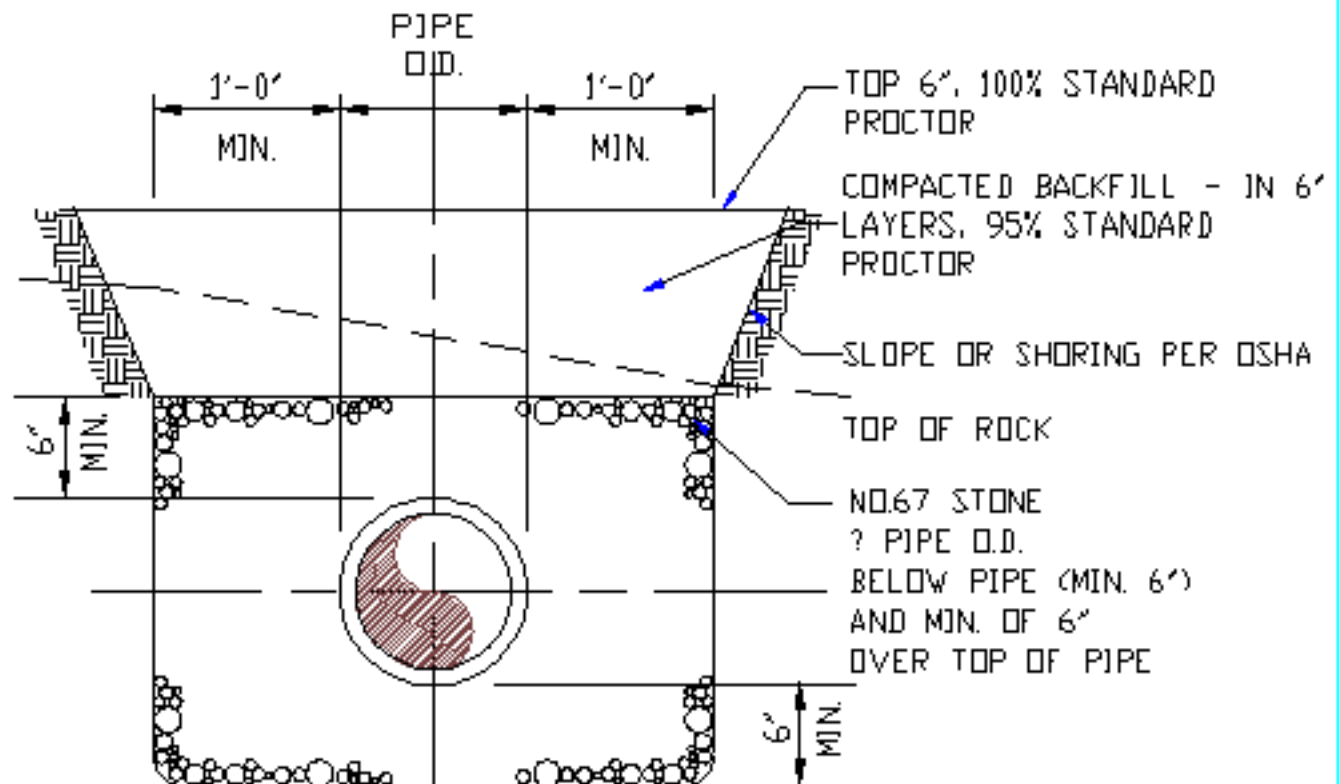 PIPE
O.D.
1'-0"
1'-0"
MIN.
MIN.
TOP 6", 100% STANDARD
PROCTOR
COMPACTED BACKFILL - IN 6"
LAYERS, 95% STANDARD
PROCTOR
SLOPE OR SHORING PER OSHA
6"
MIN.
TOP OF ROCK
NO.67 STONE
? PIPE O.D.
BELOW PIPE (MIN. 6")
AND MIN. OF 6"
OVER TOP OF PIPE
6"
MIN.